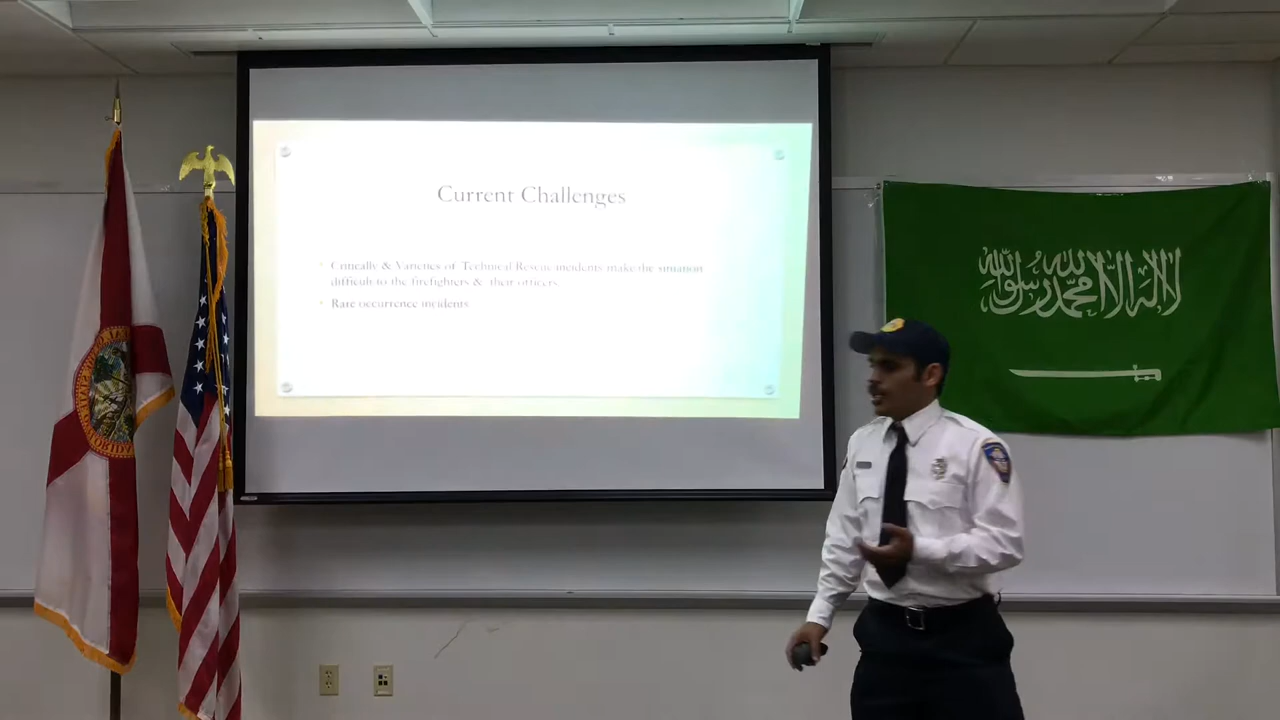 Current Challenges
Critically & Varieties of Technical Rescue incidents make the situation
difficult to the firefighters & their officers
Rare occurrence incidents
لا إله إلا الله محمد رسول الله